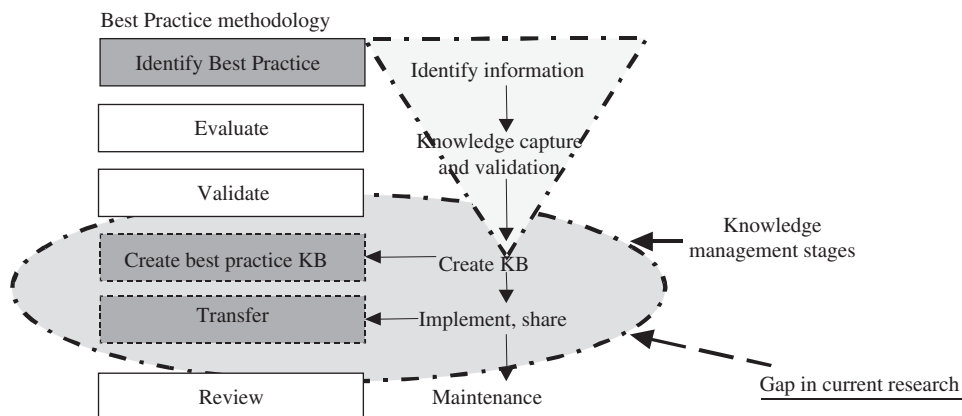 Best Practice methodology
Identify Best Practice
Identify information
Evaluate
Knowledge capture
and validation
Validate
Knowledge
management stages
Create best practice KB
Create KB
Transfer
Implement, share
Gap in current research
Review
Maintenance